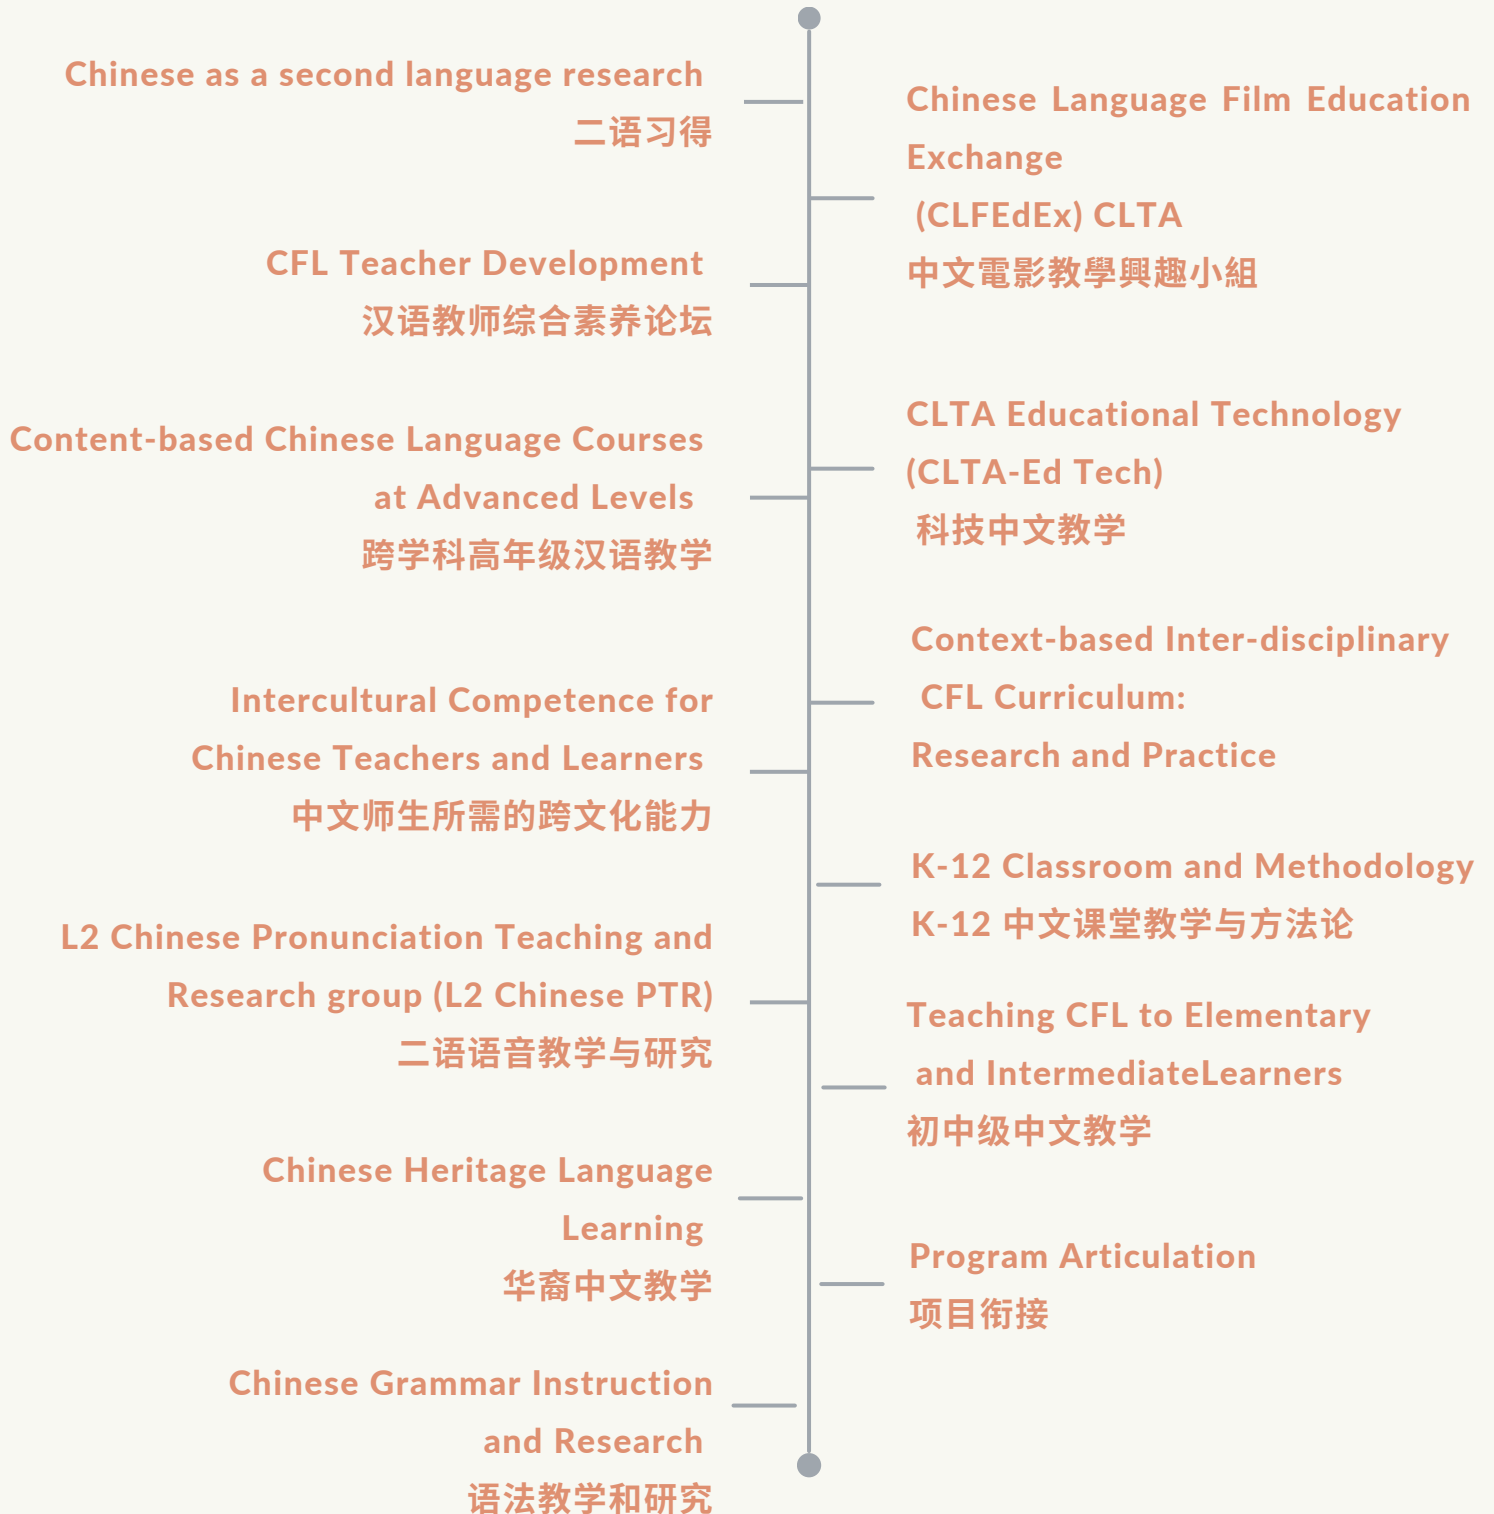 Chinese as a second language research
二语习得
CFL Teacher Development
汉语教师综合素养论坛
Content-based Chinese Language Courses
at Advanced Levels
跨学科高年级汉语教学
Intercultural Competence for
Chinese Teachers and Learners
中文师生所需的跨文化能力
L2 Chinese Pronunciation Teaching and
Research group (L2 Chinese PTR)
二语语音教学与研究
Chinese Heritage Language
Learning
华裔中文教学
Chinese Grammar Instruction
and Research
语法教学和研究
Chinese Language Film Education
Exchange
(CLFEdEx) CLTA
中文電影教學興趣小組
CLTA Educational Technology
(CLTA-Ed Tech)
科技中文教学
Context-based Inter-disciplinary
CFL Curriculum:
Research and Practice
K-12 Classroom and Methodology
K-12 中文课堂教学与方法论
Teaching CFL to Elementary
and IntermediateLearners
初中级中文教学
Program Articulation
项目衔接